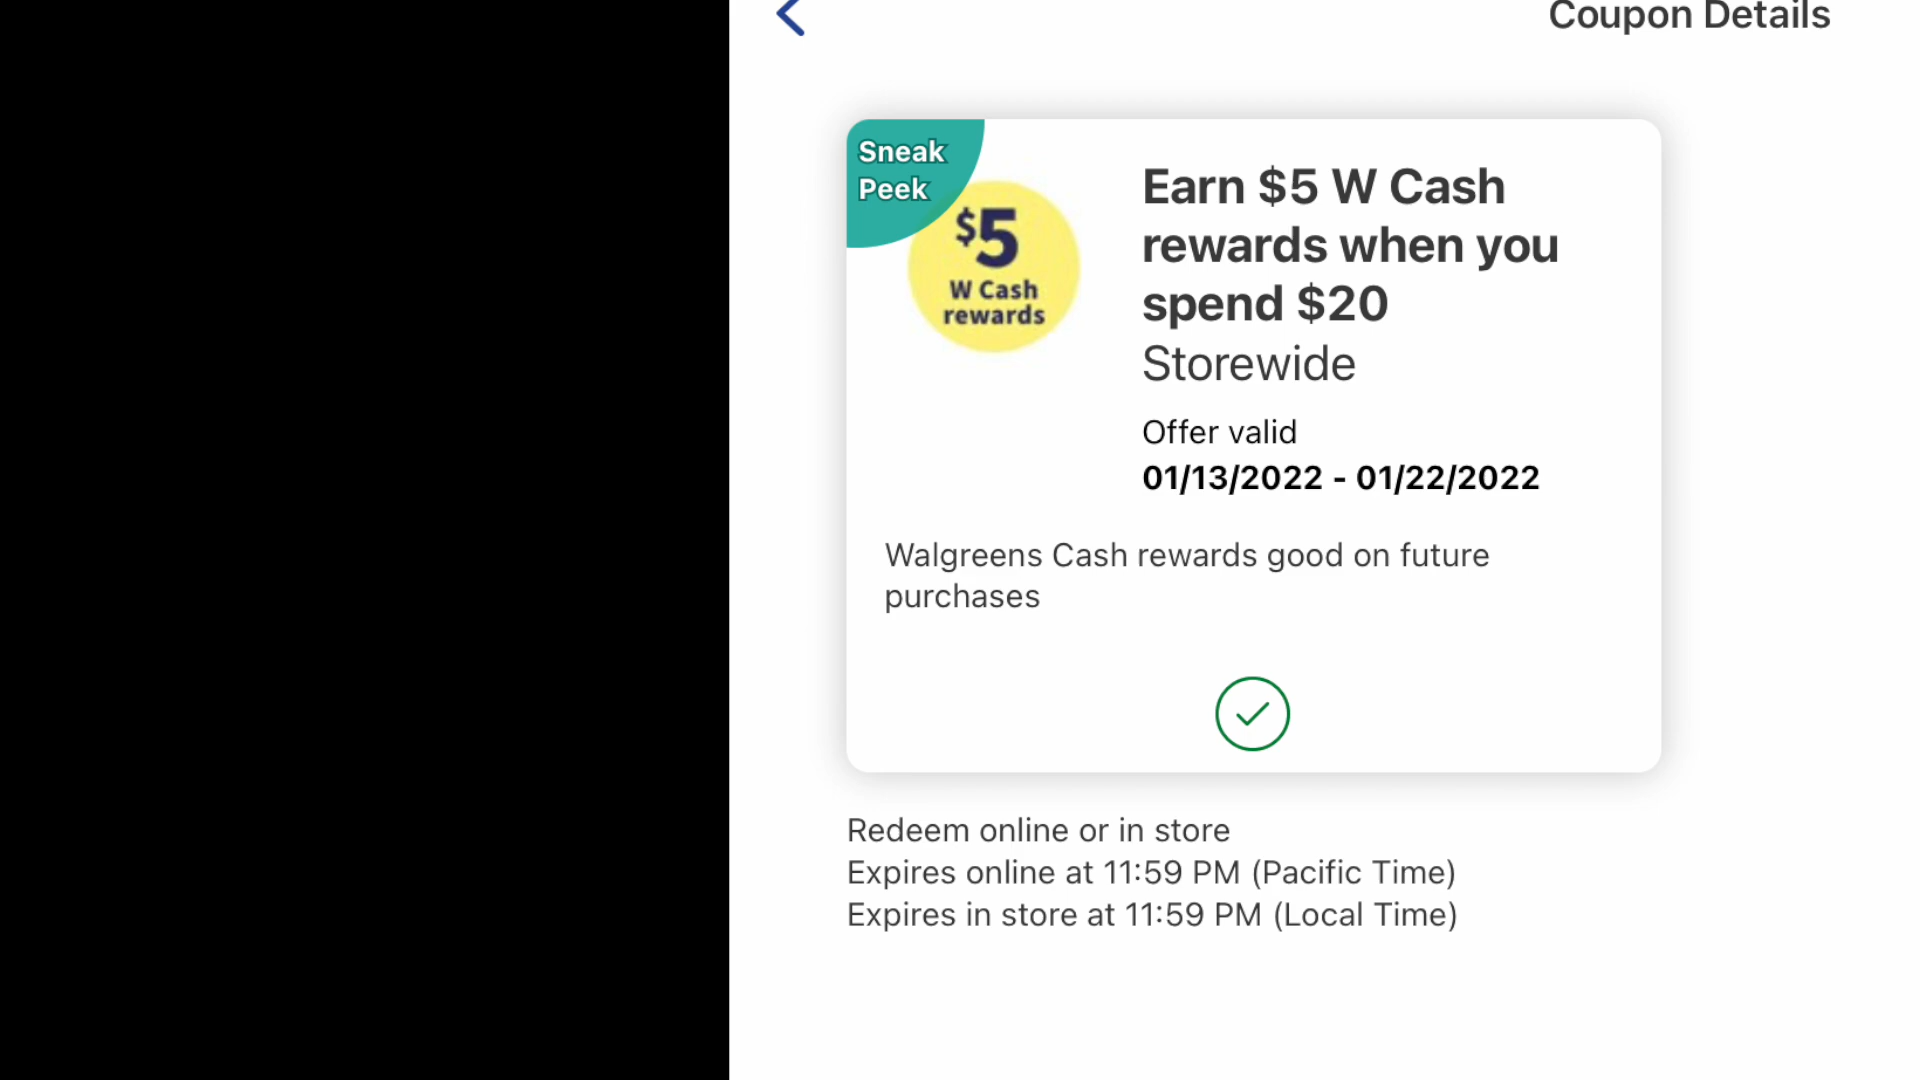 Coupon Details
Sneak
Peek
$5
W Cash
rewards
Earn $5 W Cash
rewards when you
spend $20
Storewide
Offer valid
01/13/2022 - 01/22/2022
Walgreens Cash rewards good on future
purchases
Redeem online or in store
Expires online at 11:59 PM (Pacific Time)
Expires in store at 11:59 PM (Local Time)